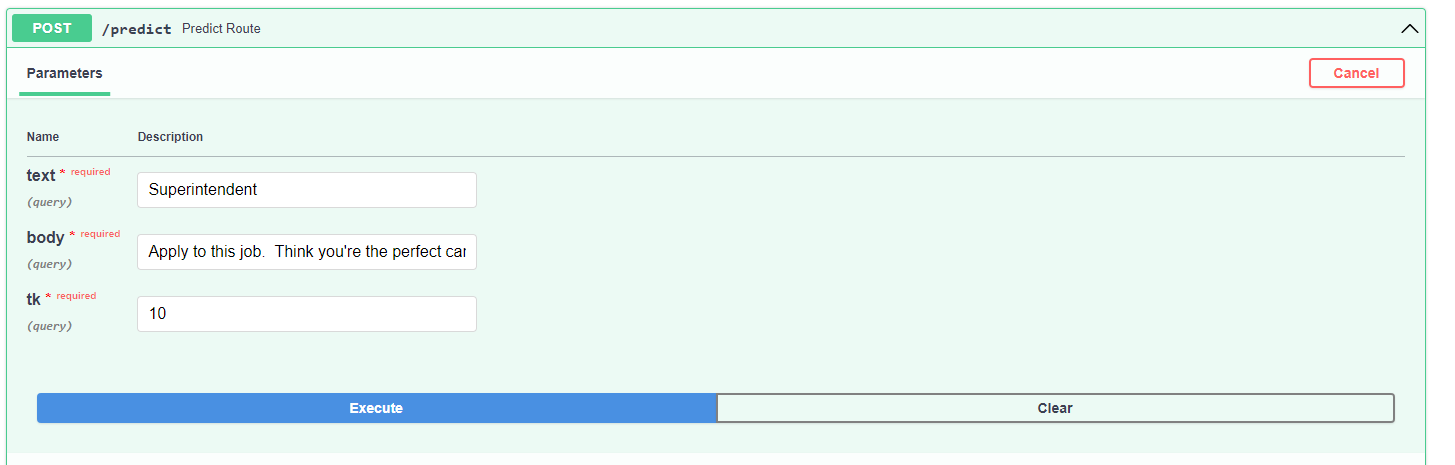 POST /predict Predict Route
Parameters Cancel
Name Description
text * required
(query)
Superintendent
body * required
(query)
Apply to this job.  Think you're the perfect car
tk * required
(query)
10
Execute Clear